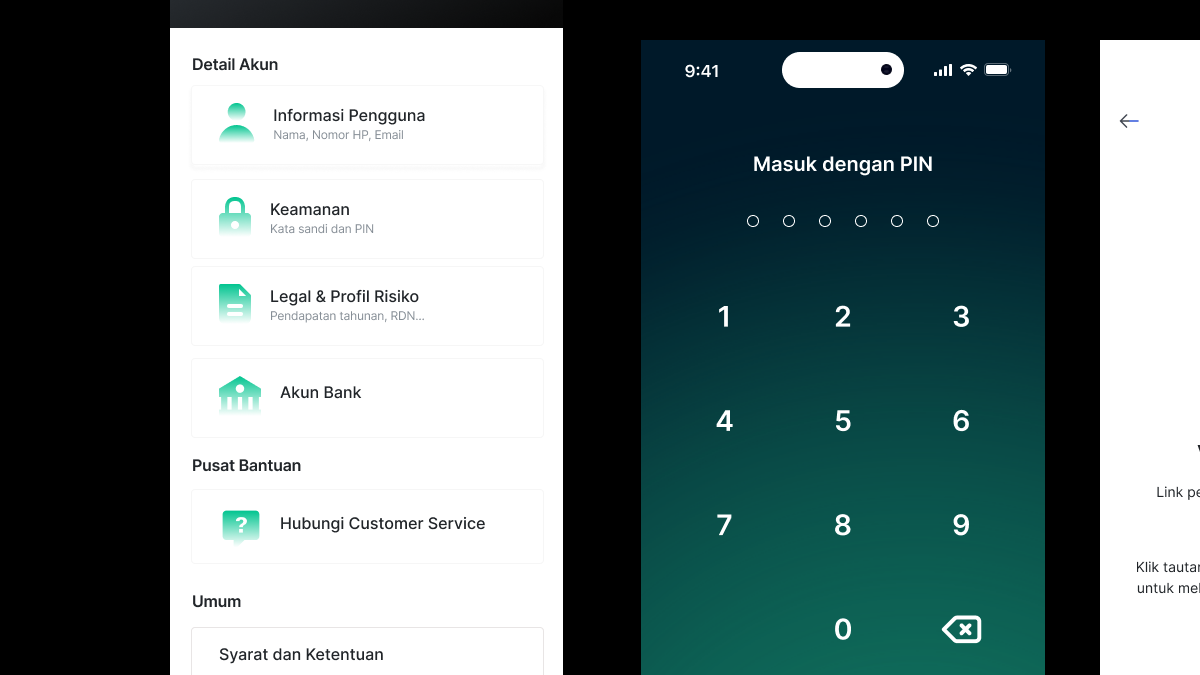 Detail Akun
Informasi Pengguna
Nama, Nomor HP, Email
Keamanan
Kata sandi dan PIN
Legal & Profil Risiko
Pendapatan tahunan, RDN...
Akun Bank
Pusat Bantuan
?
Hubungi Customer Service
Umum
Syarat dan Ketentuan
9:41
Masuk dengan PIN
1 2 3
4 5 6
7 8 9
0
Link pe
Klik tauta
untuk mel